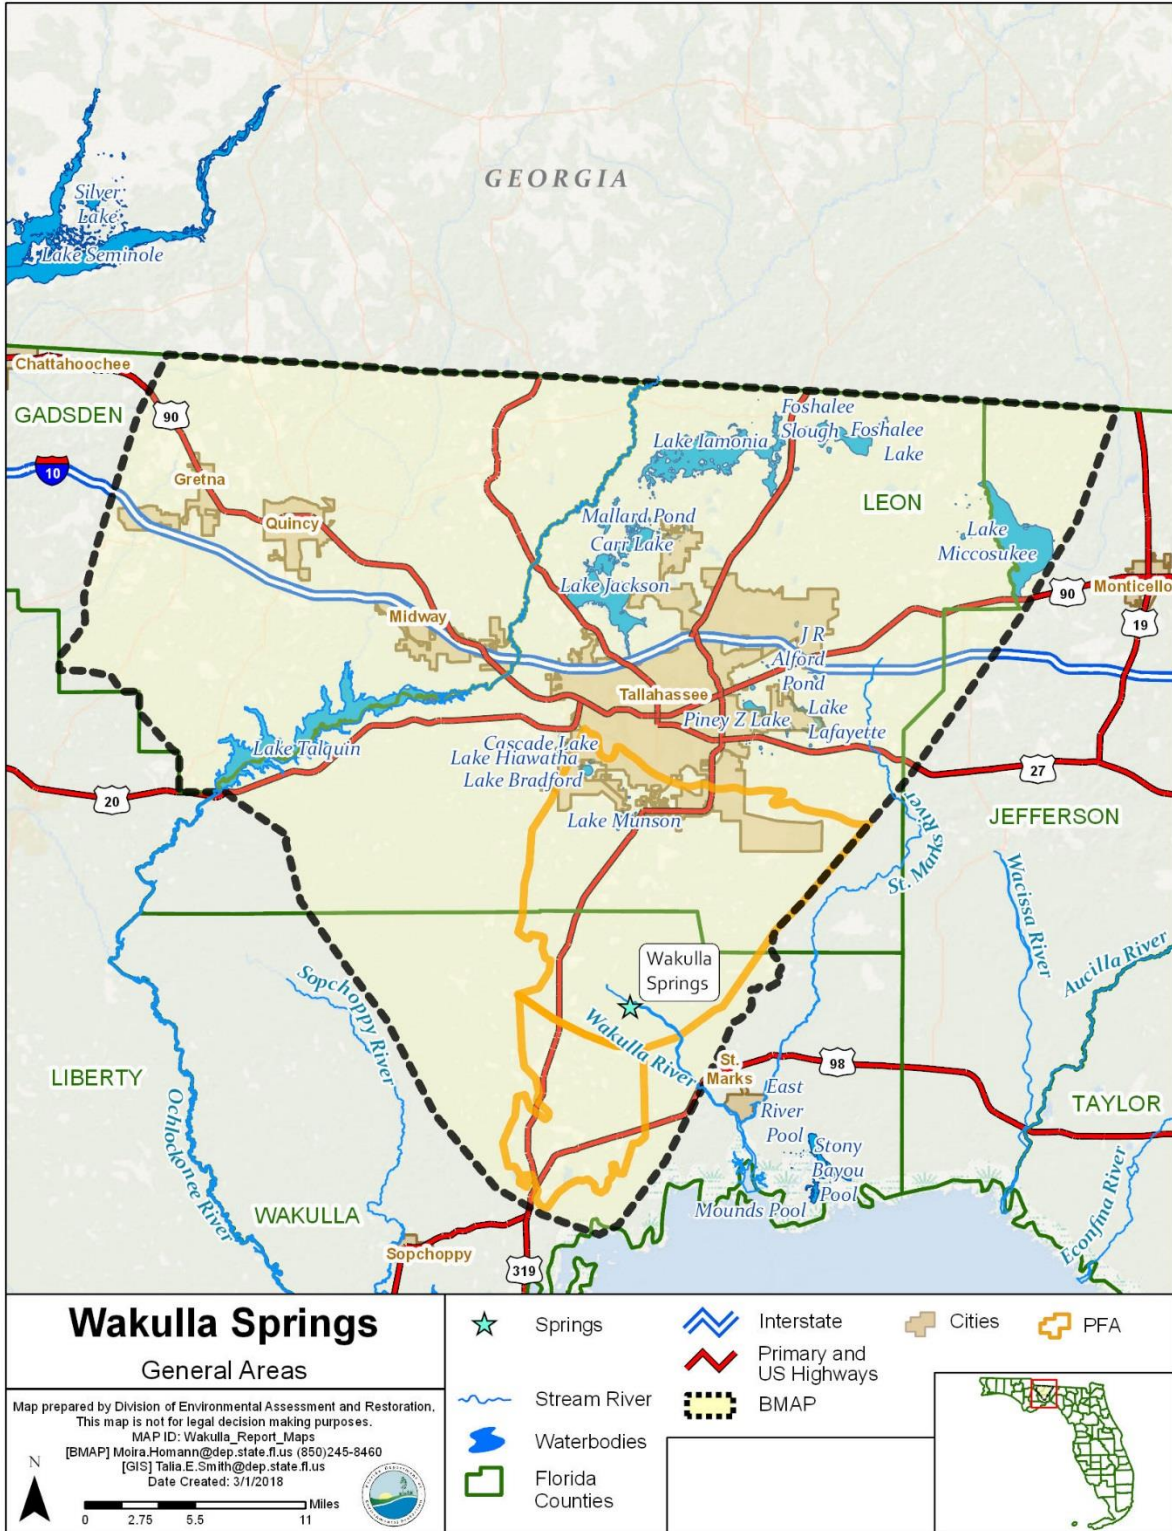 GEORGIA
Silver
Lake
Lake Seminole
Chattahoochee
GADSDEN
90
10
Gretna
Quincy
Foshalee
Slough
Foshalee
Lake
Lake Iamonia
LEON
Mallard Pond
Carr Lake
Lake
Miccosukee
Lake Jackson
90
Monticello
19
Midway
J R
Alford
Pond
Tallahassee
Piney Z Lake
Lake
Lafayette
Lake Talquin
Cascade Lake
Lake Hiawatha
Lake Bradford
20
27
Lake Munson
JEFFERSON
St. Marks River
Wacissa River
Aucilla River
Wakulla
Springs
Sopchoppy River
Wakulla River
LIBERTY
St.
Marks
98
East
River
Pool
TAYLOR
Ochlockonee River
Stony
Bayou
Pool
Mounds Pool
Econfina River
WAKULLA
Sopchoppy
319
Wakulla Springs
General Areas
Map prepared by Division of Environmental Assessment and Restoration.
This map is not for legal decision making purposes.
MAP ID: Wakulla_Report_Maps
[BMAP] Moira.Homann@dep.state.fl.us (850)245-8460
[GIS] Talia.E.Smith@dep.state.fl.us
Date Created: 3/1/2018
N
Miles
0 2.75 5.5 11
Springs
Stream River
Waterbodies
Florida
Counties
Interstate
Primary and
US Highways
BMAP
Cities
PFA